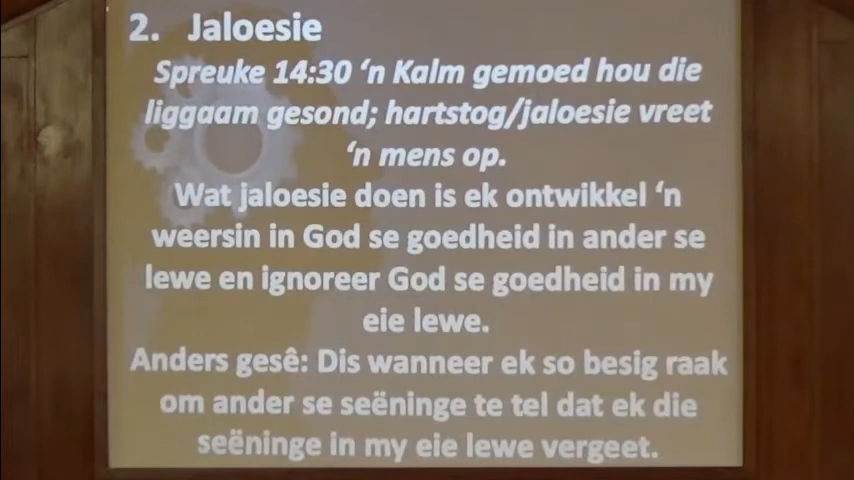 2. Jaloesie
Spreuke 14:30 ‘n Kalm gemoed hou die
liggaam gesond; hartstog/jaloesie vreet
‘n mens op.
Wat jaloesie doen is ek ontwikkel ‘n
weersin in God se goedheid in ander se
lewe en ignoreer God se goedheid in my
eie lewe.
Anders gesê: Dis wanneer ek so besig raak
om ander se seëninge te tel dat ek die
seëninge in my eie lewe vergeet.